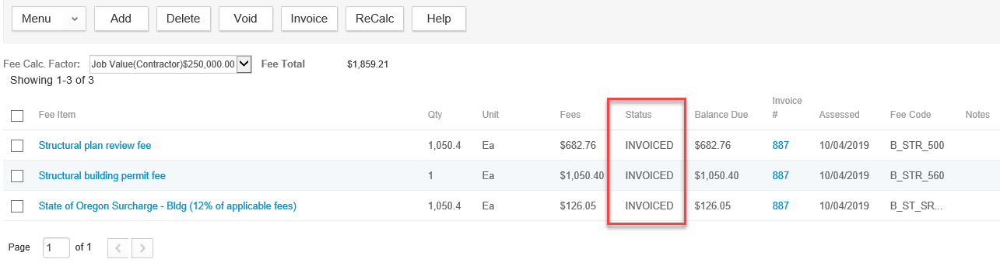 Menu Add Delete Void Invoice ReCalc Help
Fee Calc. Factor: Job Value(Contractor)$250,000.00 Fee Total $1,859.21
Showing 1-3 of 3
Fee Item Qty Unit Fees Status Balance Due Invoice # Assessed Fee Code Notes
Structural plan review fee 1,050.4 Ea $682.76 INVOICED $682.76 887 10/04/2019 B_STR_500
Structural building permit fee 1 Ea $1,050.40 INVOICED $1,050.40 887 10/04/2019 B_STR_560
State of Oregon Surcharge - Bldg (12% of applicable fees) 1,050.4 Ea $126.05 INVOICED $126.05 887 10/04/2019 B_ST_SR...
Page 1 of 1